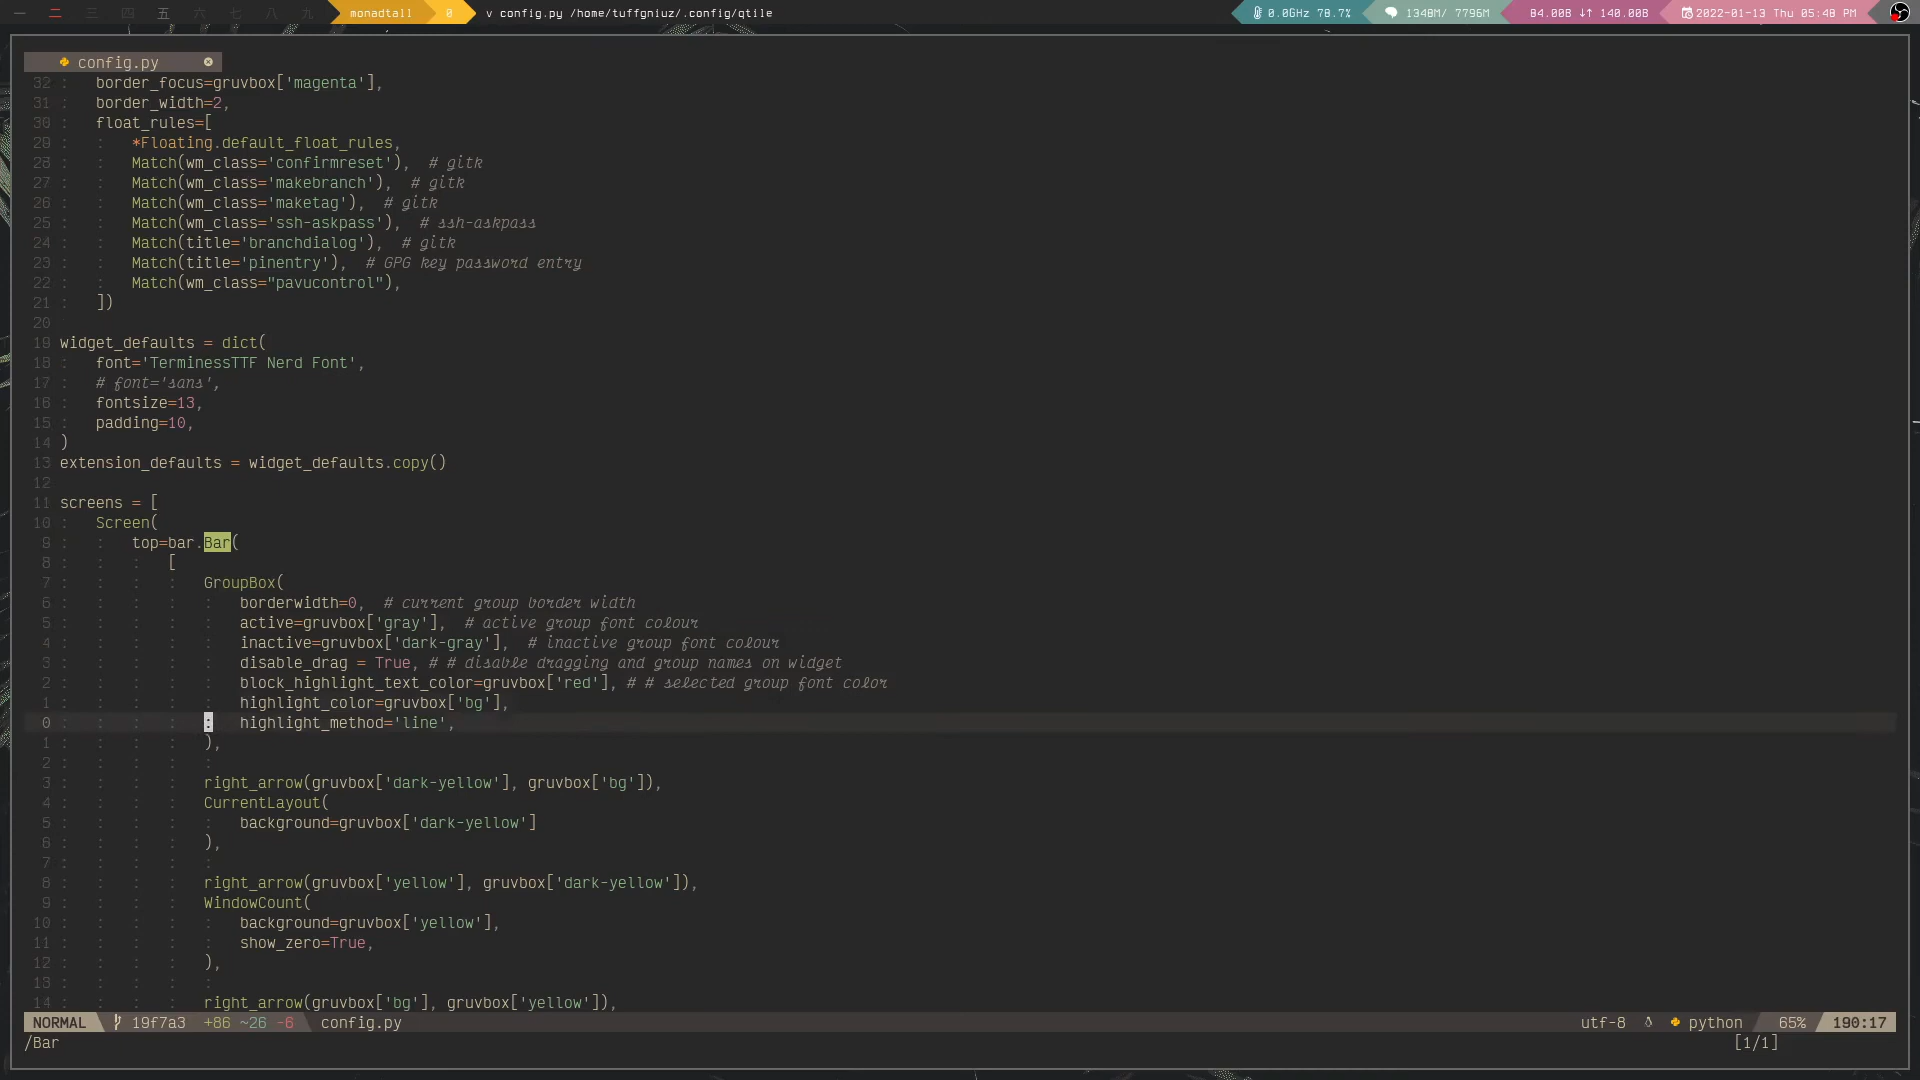 一 二 三 四 五 六 七 八 九 monadtall 0 v config.py /home/tuffgniuz/.config/qtile 0.0GHz 78.7% 1348M/ 7796M 84.00B ↓↑ 140.00B 2022-01-13 Thu 05:48 PM
config.py
32 : border_focus=gruvbox['magenta'],
31 : border_width=2,
30 : float_rules=[
29 : : *Floating.default_float_rules,
28 : : Match(wm_class='confirmreset'),  # gitk
27 : : Match(wm_class='makebranch'),  # gitk
26 : : Match(wm_class='maketag'),  # gitk
25 : : Match(wm_class='ssh-askpass'),  # ssh-askpass
24 : : Match(title='branchdialog'),  # gitk
23 : : Match(title='pinentry'),  # GPG key password entry
22 : : Match(wm_class="pavucontrol"),
21 : ])
20
19 widget_defaults = dict(
18 : font='TerminessTTF Nerd Font',
17 : # font='sans',
16 : fontsize=13,
15 : padding=10,
14 )
13 extension_defaults = widget_defaults.copy()
12
11 screens = [
10 : Screen(
9 : : top=bar.Bar(
8 : : : [
7 : : : : GroupBox(
6 : : : : : borderwidth=0,  # current group border width
5 : : : : : active=gruvbox['gray'],  # active group font colour
4 : : : : : inactive=gruvbox['dark-gray'],  # inactive group font colour
3 : : : : : disable_drag = True, # # disable dragging and group names on widget
2 : : : : : block_highlight_text_color=gruvbox['red'], # # selected group font color
1 : : : : : highlight_color=gruvbox['bg'],
0 : : : : : highlight_method='line',
1 : : : : ),
2 : : : : :
3 : : : : right_arrow(gruvbox['dark-yellow'], gruvbox['bg']),
4 : : : : CurrentLayout(
5 : : : : : background=gruvbox['dark-yellow']
6 : : : : ),
7 : : : : :
8 : : : : right_arrow(gruvbox['yellow'], gruvbox['dark-yellow']),
9 : : : : WindowCount(
10 : : : : : background=gruvbox['yellow'],
11 : : : : : show_zero=True,
12 : : : : ),
13 : : : : :
14 : : : : right_arrow(gruvbox['bg'], gruvbox['yellow']),
NORMAL 19f7a3 +86 ~26 -6 config.py utf-8 python 65% 190:17
/Bar [1/1]